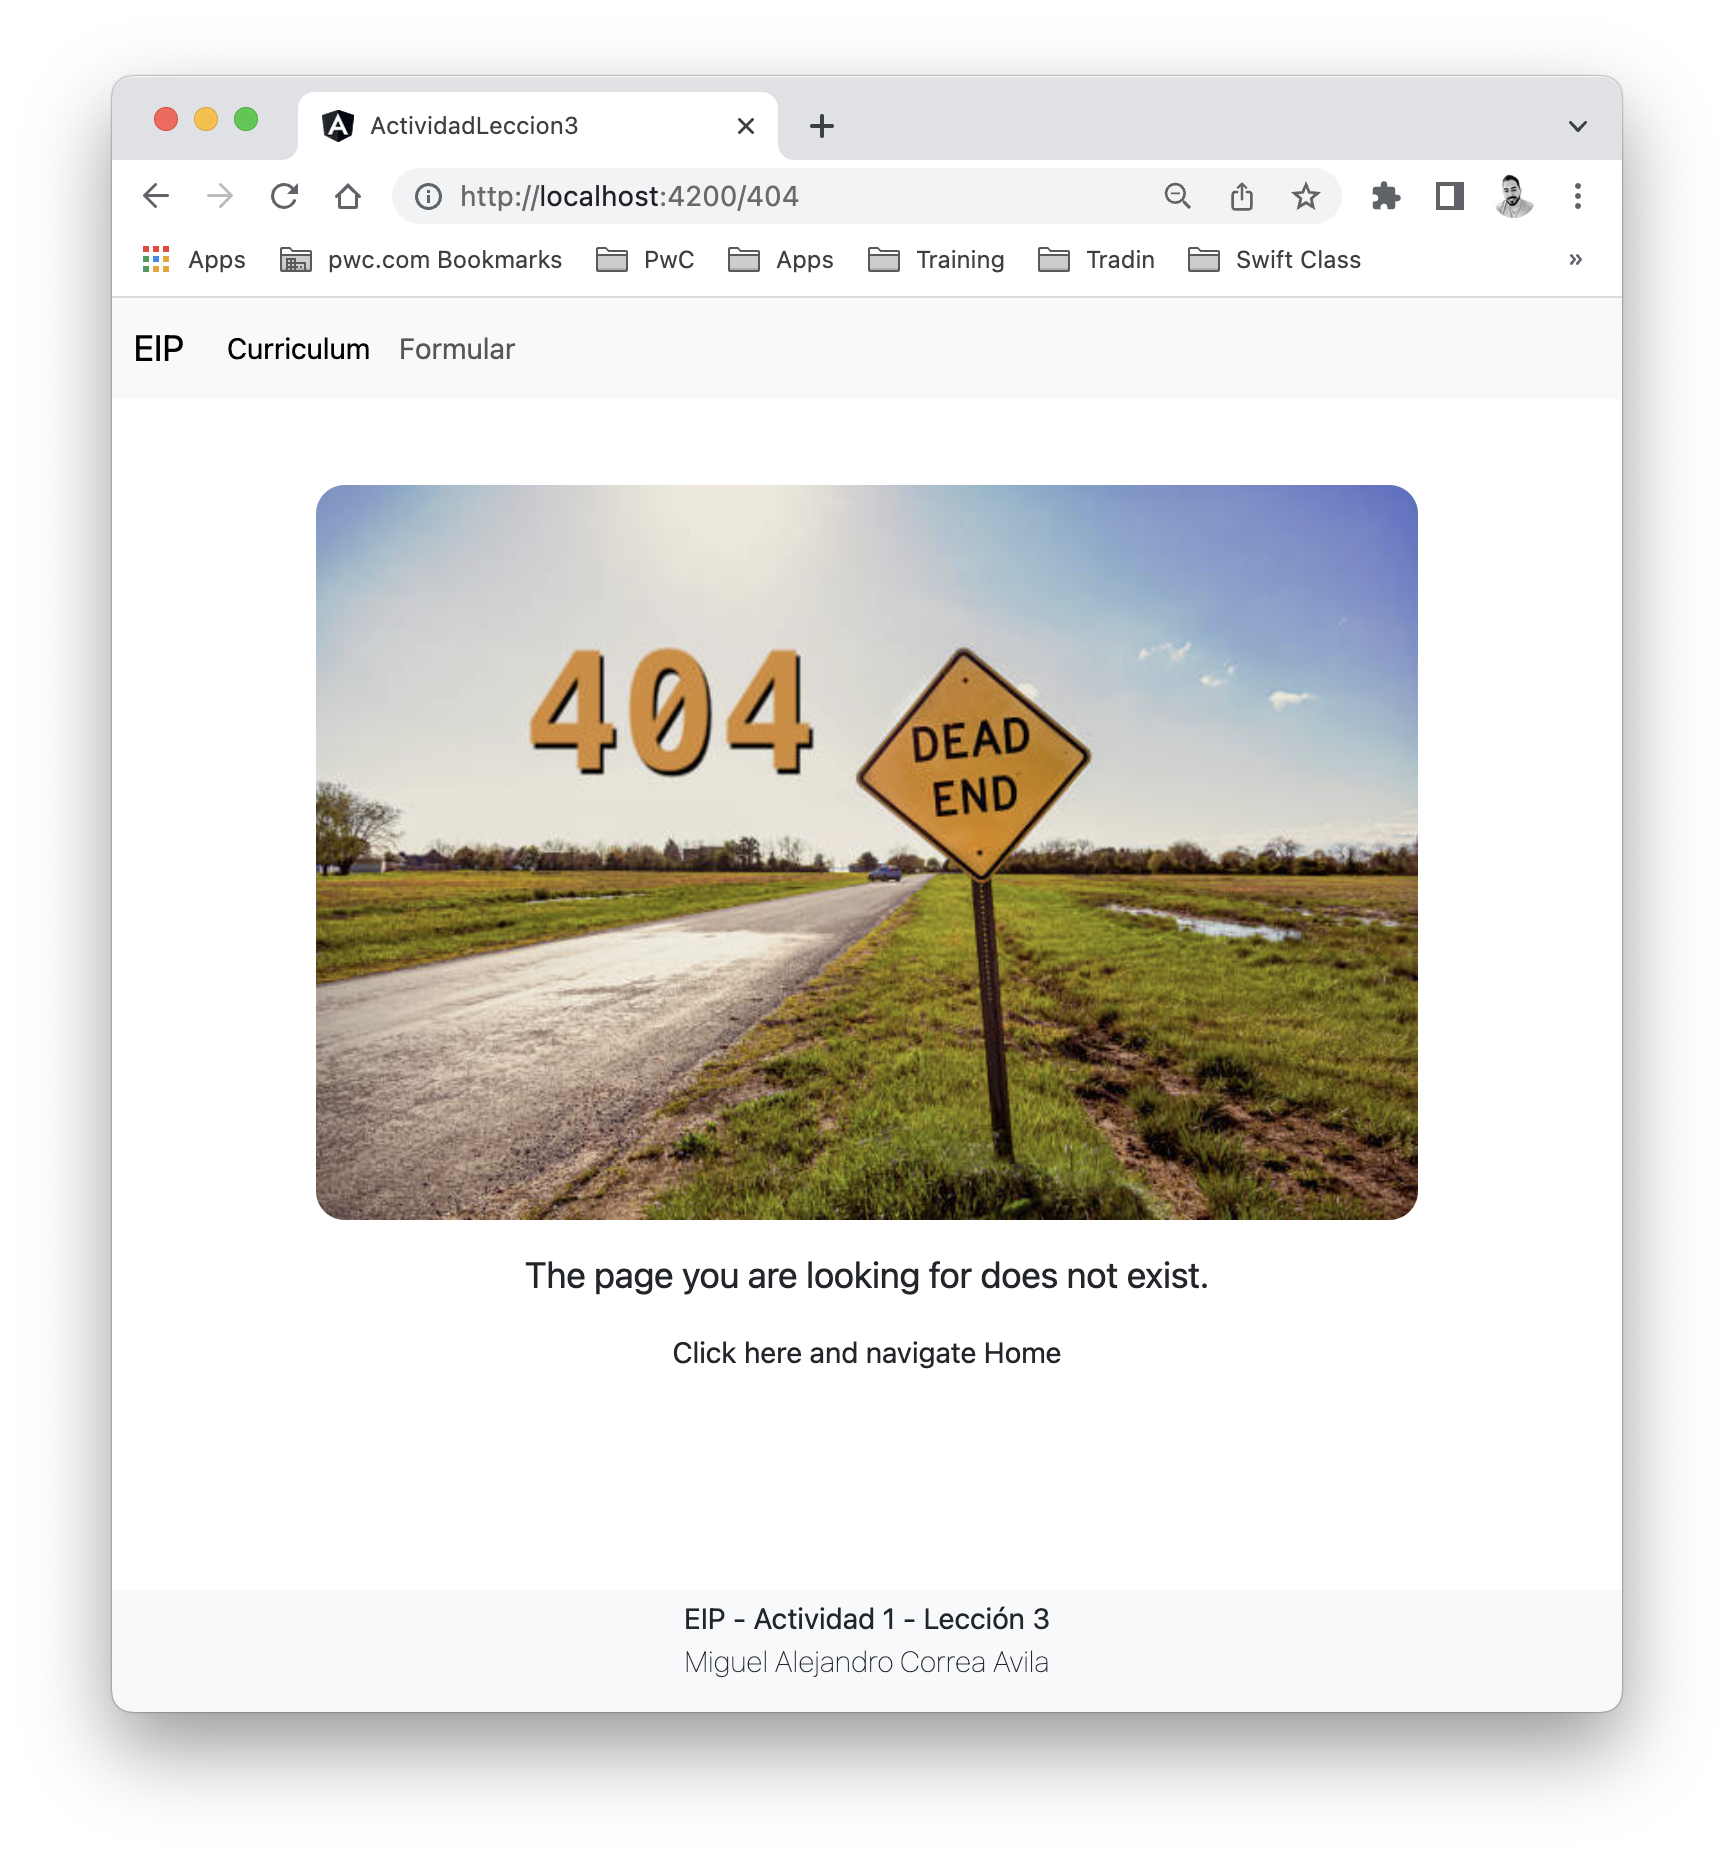 ActividadLeccion3
http://localhost:4200/404
Apps pwc.com Bookmarks PwC Apps Training Tradin Swift Class »
EIP Curriculum Formular
404
DEAD
END
The page you are looking for does not exist.
Click here and navigate Home
EIP - Actividad 1 - Lección 3
Miguel Alejandro Correa Avila